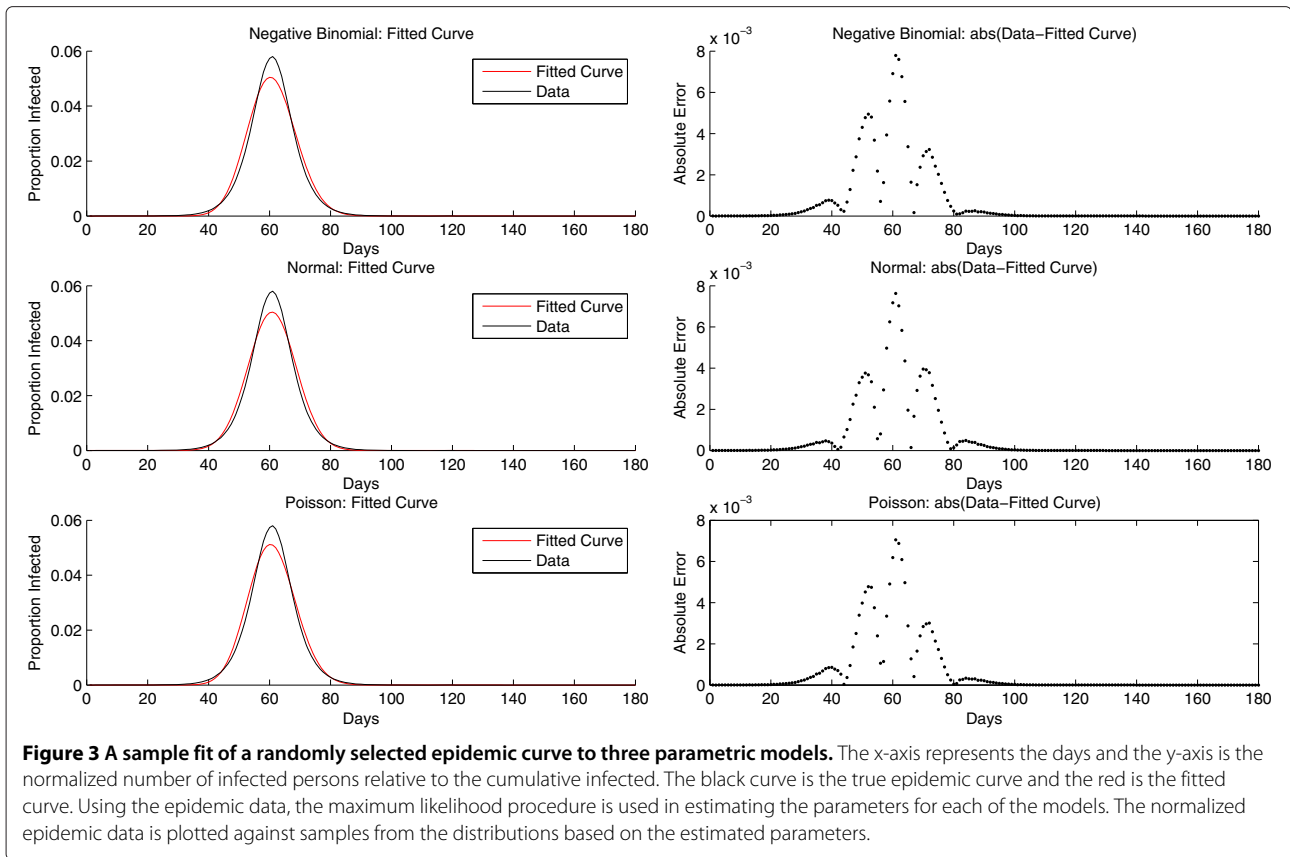 Negative Binomial: Fitted Curve
Proportion Infected
0.06
0.04
0.02
0
Fitted Curve
Data
0 20 40 60 80 100 120 140 160 180
Days
x 10⁻³
Negative Binomial: abs(Data−Fitted Curve)
Absolute Error
8
6
4
2
0
0 20 40 60 80 100 120 140 160 180
Days
Normal: Fitted Curve
Proportion Infected
0.06
0.04
0.02
0
Fitted Curve
Data
0 20 40 60 80 100 120 140 160 180
Days
x 10⁻³
Normal: abs(Data−Fitted Curve)
Absolute Error
8
6
4
2
0
0 20 40 60 80 100 120 140 160 180
Days
Poisson: Fitted Curve
Proportion Infected
0.06
0.04
0.02
0
Fitted Curve
Data
0 20 40 60 80 100 120 140 160 180
Days
x 10⁻³
Poisson: abs(Data−Fitted Curve)
Absolute Error
8
6
4
2
0
0 20 40 60 80 100 120 140 160 180
Days
Figure 3 A sample fit of a randomly selected epidemic curve to three parametric models. The x-axis represents the days and the y-axis is the
normalized number of infected persons relative to the cumulative infected. The black curve is the true epidemic curve and the red is the fitted
curve. Using the epidemic data, the maximum likelihood procedure is used in estimating the parameters for each of the models. The normalized
epidemic data is plotted against samples from the distributions based on the estimated parameters.